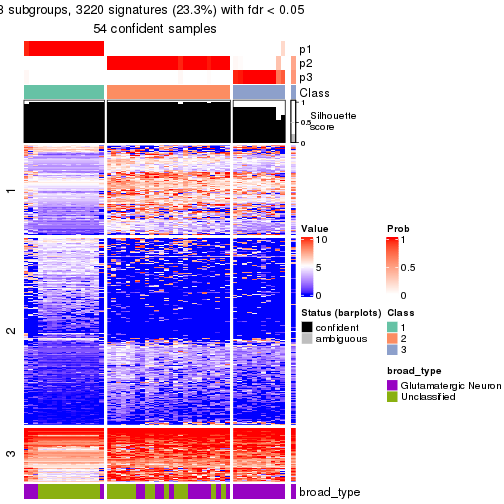 3 subgroups, 3220 signatures (23.3%) with fdr < 0.05
54 confident samples
p1
p2
p3
Class
1
0.5
0
Silhouette
score
1
2
3
broad_type
Value
10
5
0
Prob
1
0.5
0
Status (barplots)
confident
ambiguous
Class
1
2
3
broad_type
Glutamatergic Neuron
Unclassified